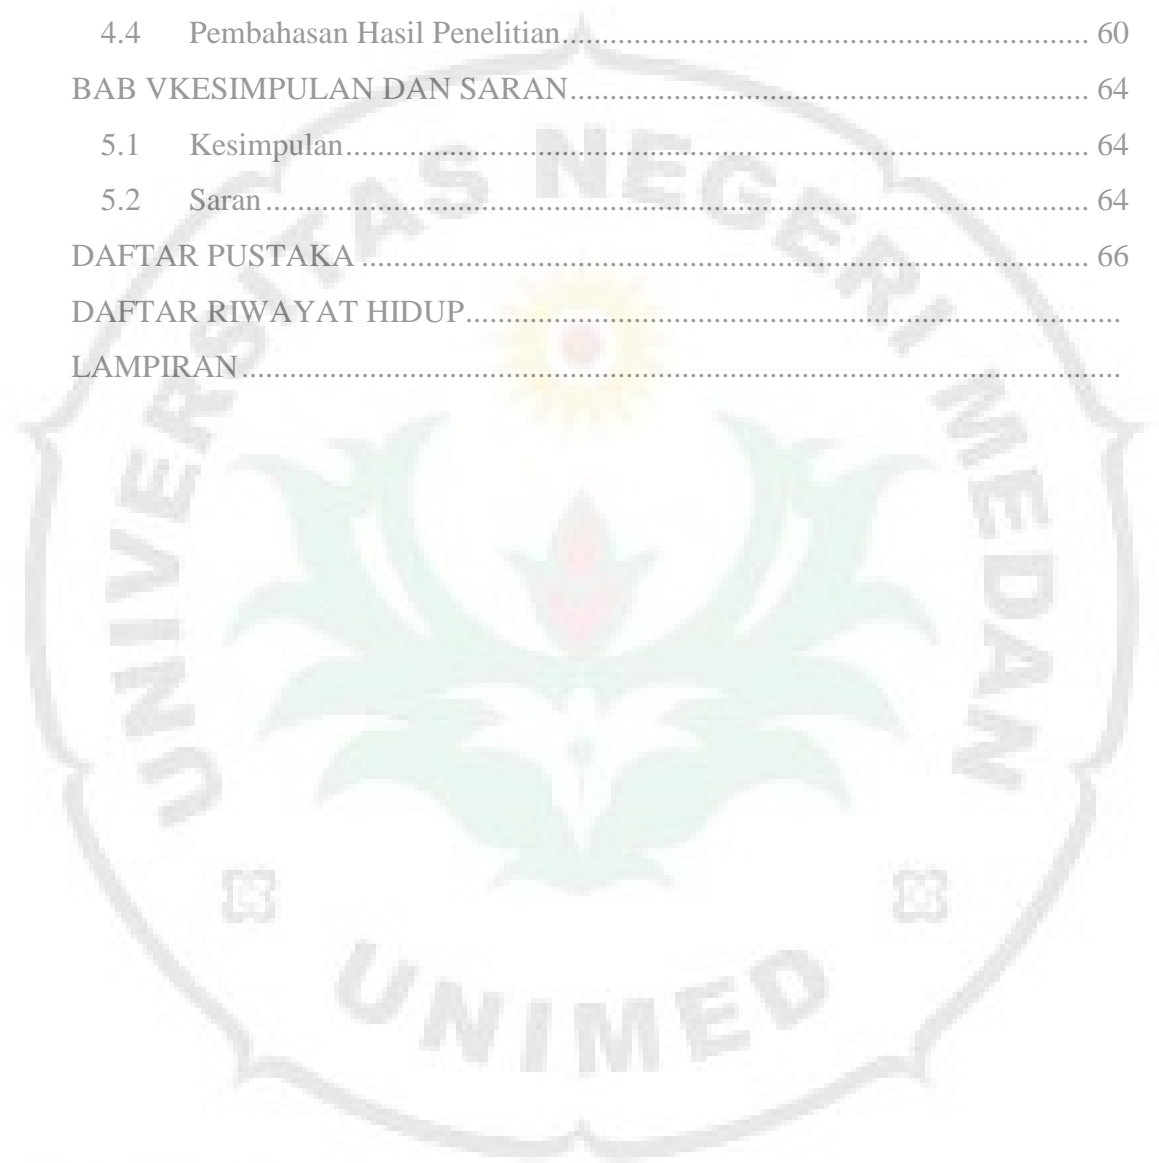 4.4 Pembahasan Hasil Penelitian.................................................................. 60
BAB VKESIMPULAN DAN SARAN................................................................. 64
5.1 Kesimpulan............................................................................................. 64
5.2 Saran....................................................................................................... 64
DAFTAR PUSTAKA........................................................................................... 66
DAFTAR RIWAYAT HIDUP..................................................................................
LAMPIRAN..............................................................................................................
UNIVERSITAS NEGERI MEDAN
UNIMED